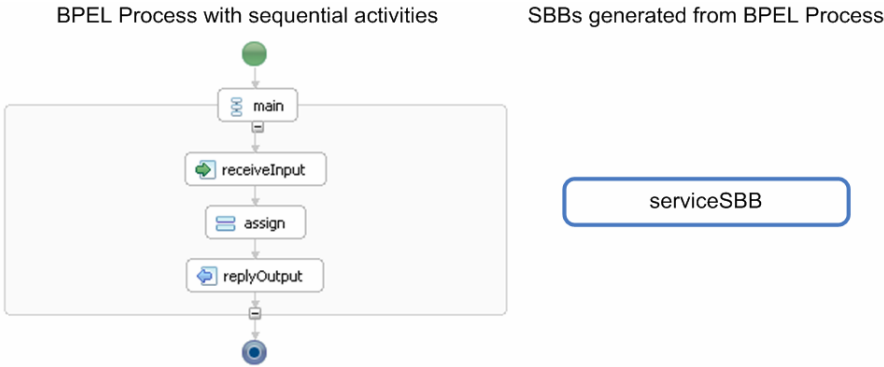 BPEL Process with sequential activities
SBBs generated from BPEL Process
main
receiveInput
serviceSBB
assign
replyOutput